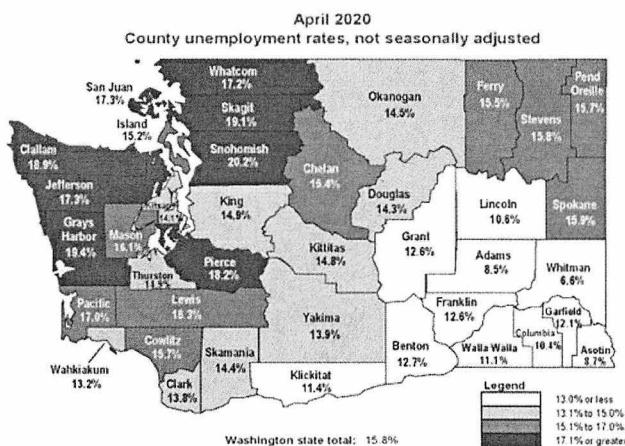 April 2020
County unemployment rates, not seasonally adjusted
Whatcom
17.2%
San Juan
17.3%
Skagit
19.1%
Island
15.2%
Okanogan
14.5%
Ferry
15.5%
Stevens
15.8%
Pend
Oreille
15.7%
Clallam
18.9%
Snohomish
20.2%
Chelan
15.4%
Jefferson
17.3%
Kitsap
14.1%
King
14.9%
Douglas
14.3%
Lincoln
10.6%
Spokane
15.9%
Grays
Harbor
19.4%
Mason
16.1%
Kittitas
14.8%
Grant
12.6%
Adams
8.5%
Whitman
6.6%
Thurston
Pierce
18.2%
Pacific
17.0%
Lewis
16.3%
Yakima
13.9%
Franklin
12.6%
Garfield
12.1%
Columbia
10.4%
Asotin
8.7%
Cowlitz
15.7%
Skamania
14.4%
Benton
12.7%
Walla Walla
11.1%
Wahkiakum
13.2%
Clark
13.8%
Klickitat
11.4%
Legend
13.0% or less
13.1% to 15.0%
15.1% to 17.0%
17.1% or greater
Washington state total: 15.8%